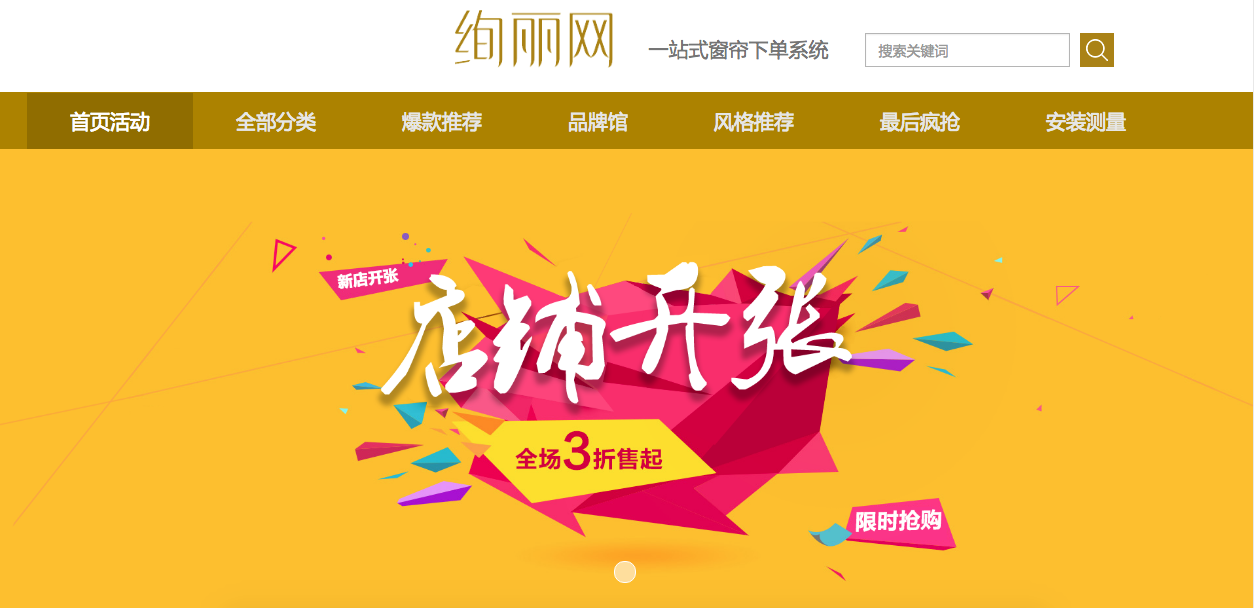 绚丽网
一站式窗帘下单系统
搜索关键词
首页活动 全部分类 爆款推荐 品牌馆 风格推荐 最后疯抢 安装测量
新店开张
店铺开张
全场3折售起
限时抢购